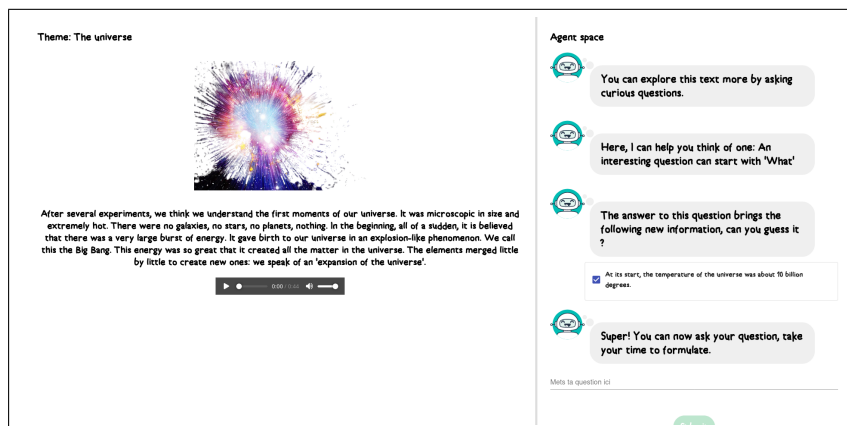 Theme: The universe
After several experiments, we think we understand the first moments of our universe. It was microscopic in size and
extremely hot. There were no galaxies, no stars, no planets, nothing. In the beginning, all of a sudden, it is believed
that there was a very large burst of energy. It gave birth to our universe in an explosion-like phenomenon. We call
this the Big Bang. This energy was so great that it created all the matter in the universe. The elements merged little
by little to create new ones: we speak of an 'expansion of the universe'.
0:00 / 0:44
Agent space
You can explore this text more by asking
curious questions.
Here, I can help you think of one: An
interesting question can start with 'What'
The answer to this question brings the
following new information, can you guess it
?
At its start, the temperature of the universe was about 10 billion
degrees.
Super! You can now ask your question, take
your time to formulate.
Mets ta question ici